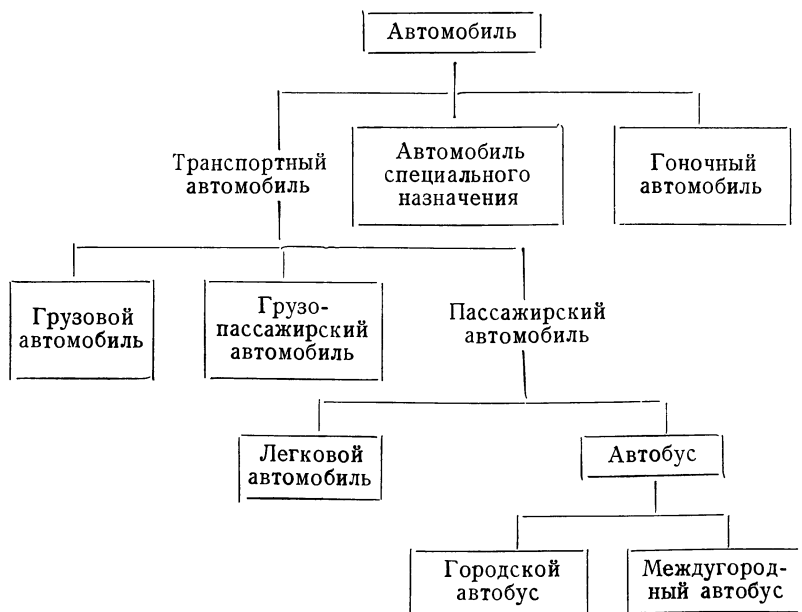 Автомобиль
Транспортный
автомобиль
Автомобиль
специального
назначения
Гоночный
автомобиль
Грузовой
автомобиль
Грузо-
пассажирский
автомобиль
Пассажирский
автомобиль
Легковой
автомобиль
Автобус
Городской
автобус
Междугород-
ный автобус